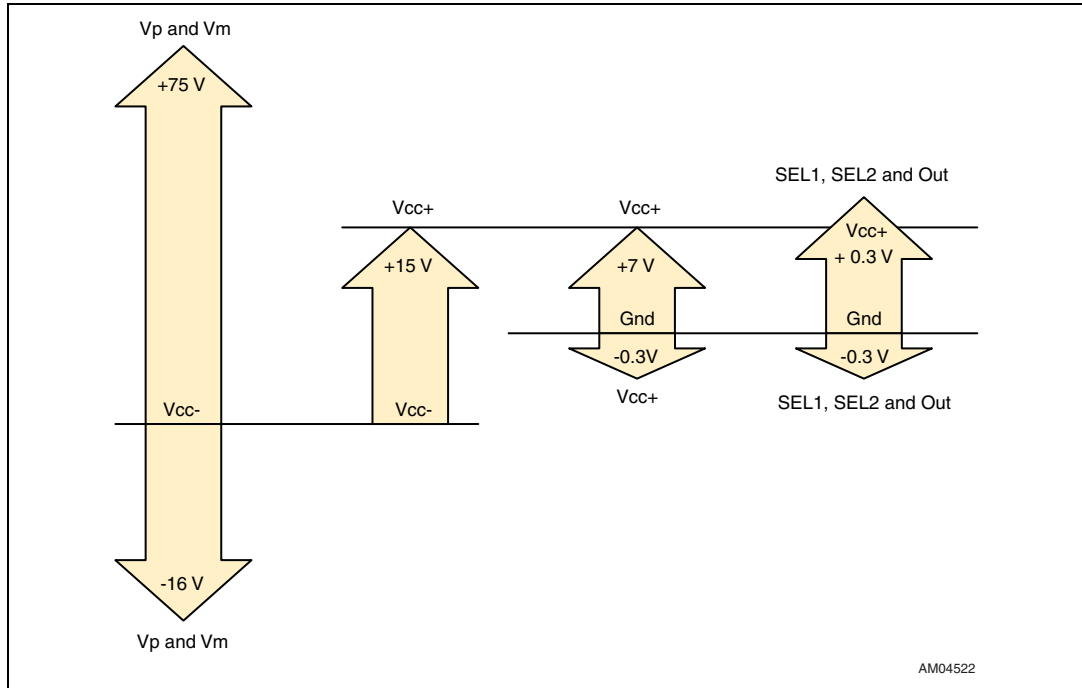 Vp and Vm
+75 V
SEL1, SEL2 and Out
Vcc+
Vcc+
Vcc+
+15 V
+7 V
+ 0.3 V
Gnd
Gnd
-0.3V
-0.3 V
Vcc+
SEL1, SEL2 and Out
Vcc-
Vcc-
-16 V
Vp and Vm
AM04522